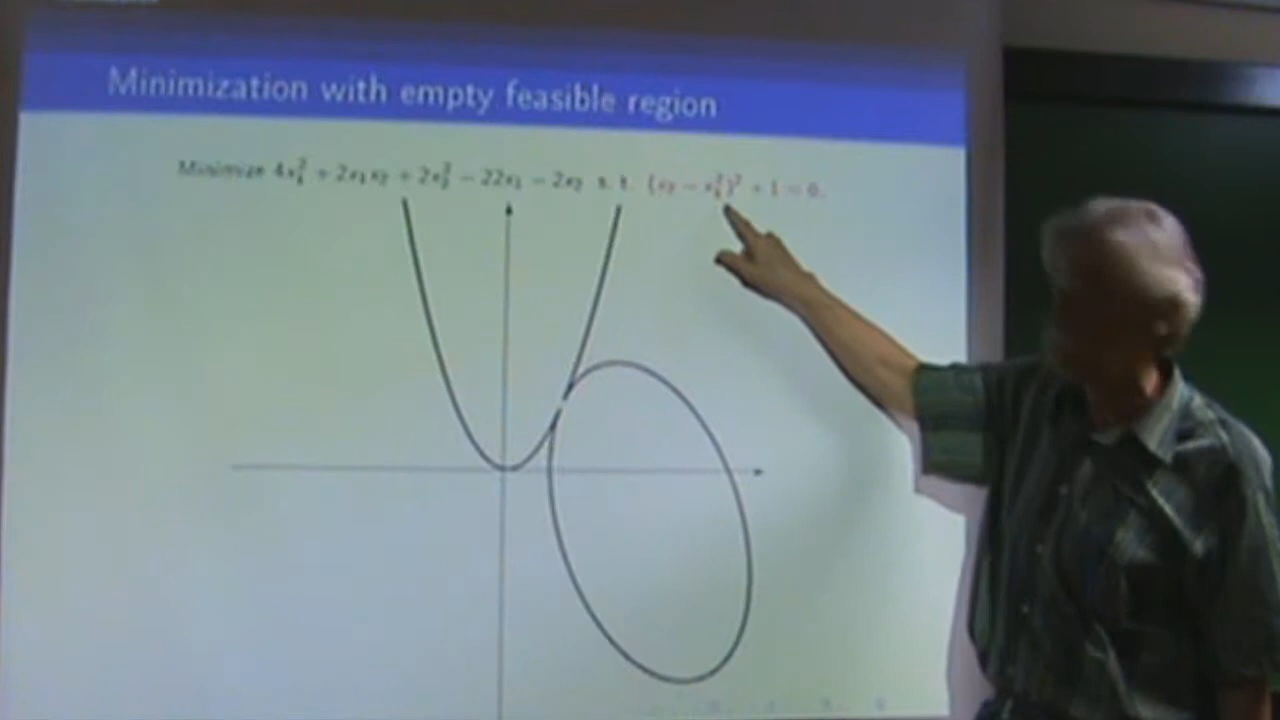 Minimization with empty feasible region
Minimize 4x₁² + 2x₁x₂ + 2x₂² − 22x₁ − 2x₂ s. t. (x₂ − x₁²)² + 1 = 0.